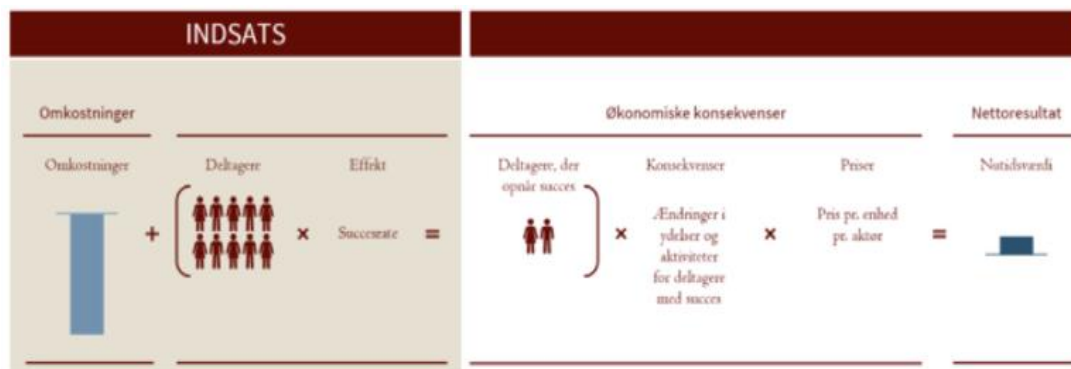 INDSATS
Omkostninger
Økonomiske konsekvenser
Nettoresultat
Omkostninger
Deltagere
Effekt
Deltagere, der
opnår succes
Konsekvenser
Priser
Nutidsværdi
+
×
Succesrate
=
×
Ændringer i
ydelser og
aktiviteter
for deltagere
med succes
×
Pris pr. enhed
pr. aktør
=